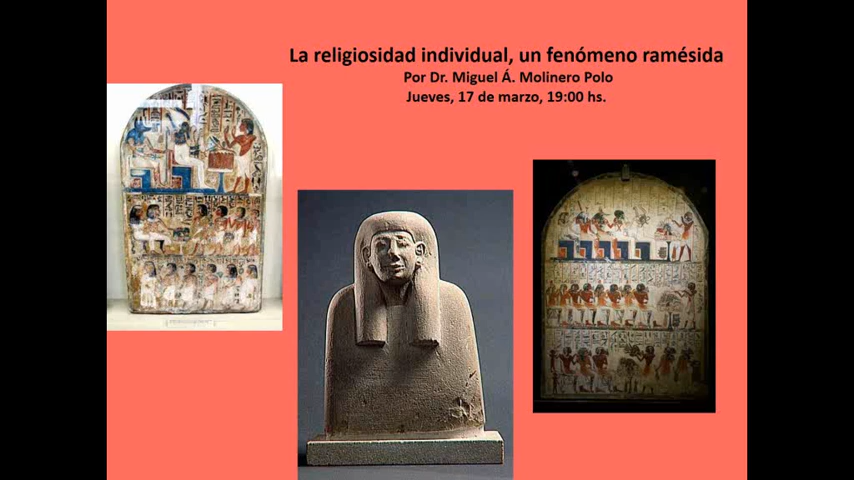 La religiosidad individual, un fenómeno ramésida
Por Dr. Miguel Á. Molinero Polo
Jueves, 17 de marzo, 19:00 hs.